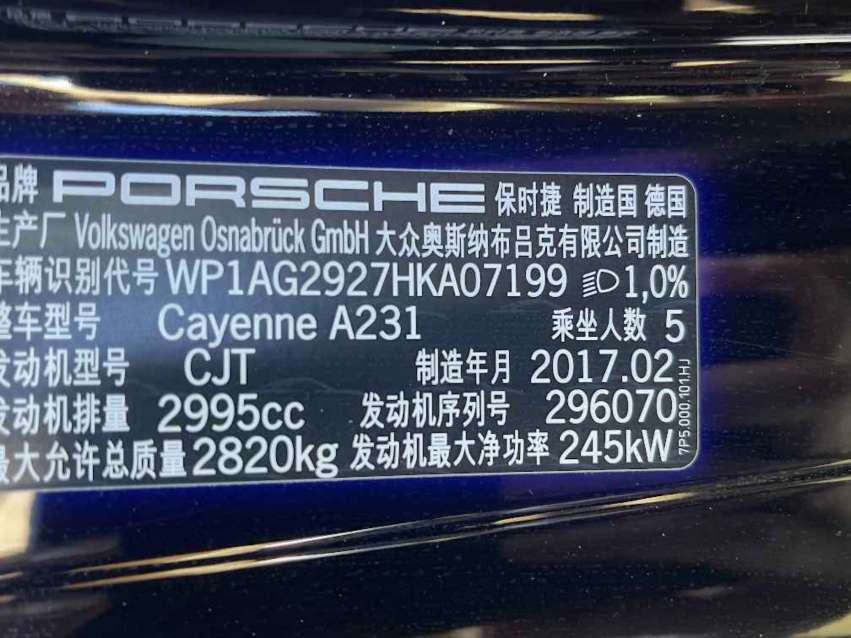 品牌 PORSCHE 保时捷 制造国 德国
生产厂 Volkswagen Osnabrück GmbH 大众奥斯纳布吕克有限公司制造
车辆识别代号 WP1AG2927HKA07199 1,0%
整车型号 Cayenne A231 乘坐人数 5
发动机型号 CJT 制造年月 2017.02
发动机排量 2995cc 发动机序列号 296070
最大允许总质量 2820kg 发动机最大净功率 245kW
7P5.000.101.HJ